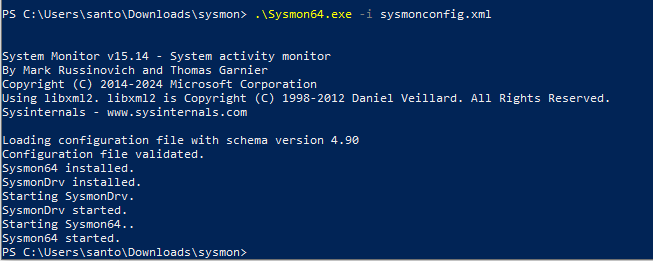 PS C:\Users\santo\Downloads\sysmon> .\Sysmon64.exe -i sysmonconfig.xml
System Monitor v15.14 - System activity monitor
By Mark Russinovich and Thomas Garnier
Copyright (C) 2014-2024 Microsoft Corporation
Using libxml2. libxml2 is Copyright (C) 1998-2012 Daniel Veillard. All Rights Reserved.
Sysinternals - www.sysinternals.com
Loading configuration file with schema version 4.90
Configuration file validated.
Sysmon64 installed.
SysmonDrv installed.
Starting SysmonDrv.
SysmonDrv started.
Starting Sysmon64..
Sysmon64 started.
PS C:\Users\santo\Downloads\sysmon>